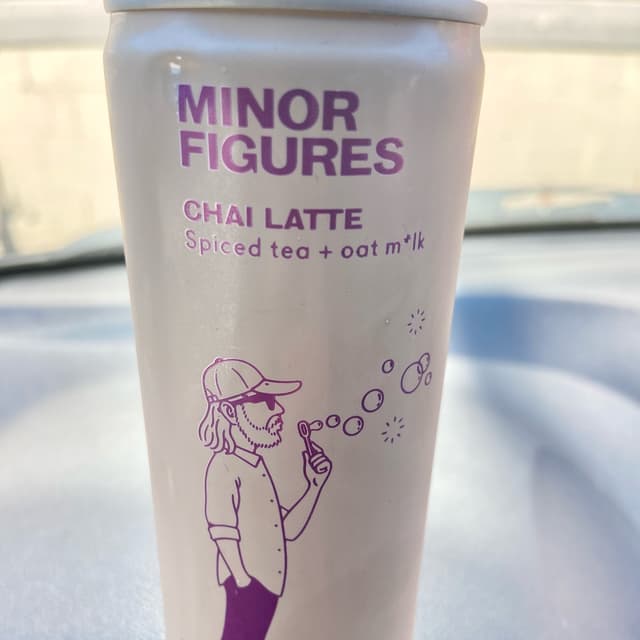 MINOR
FIGURES
CHAI LATTE
Spiced tea + oat m*lk